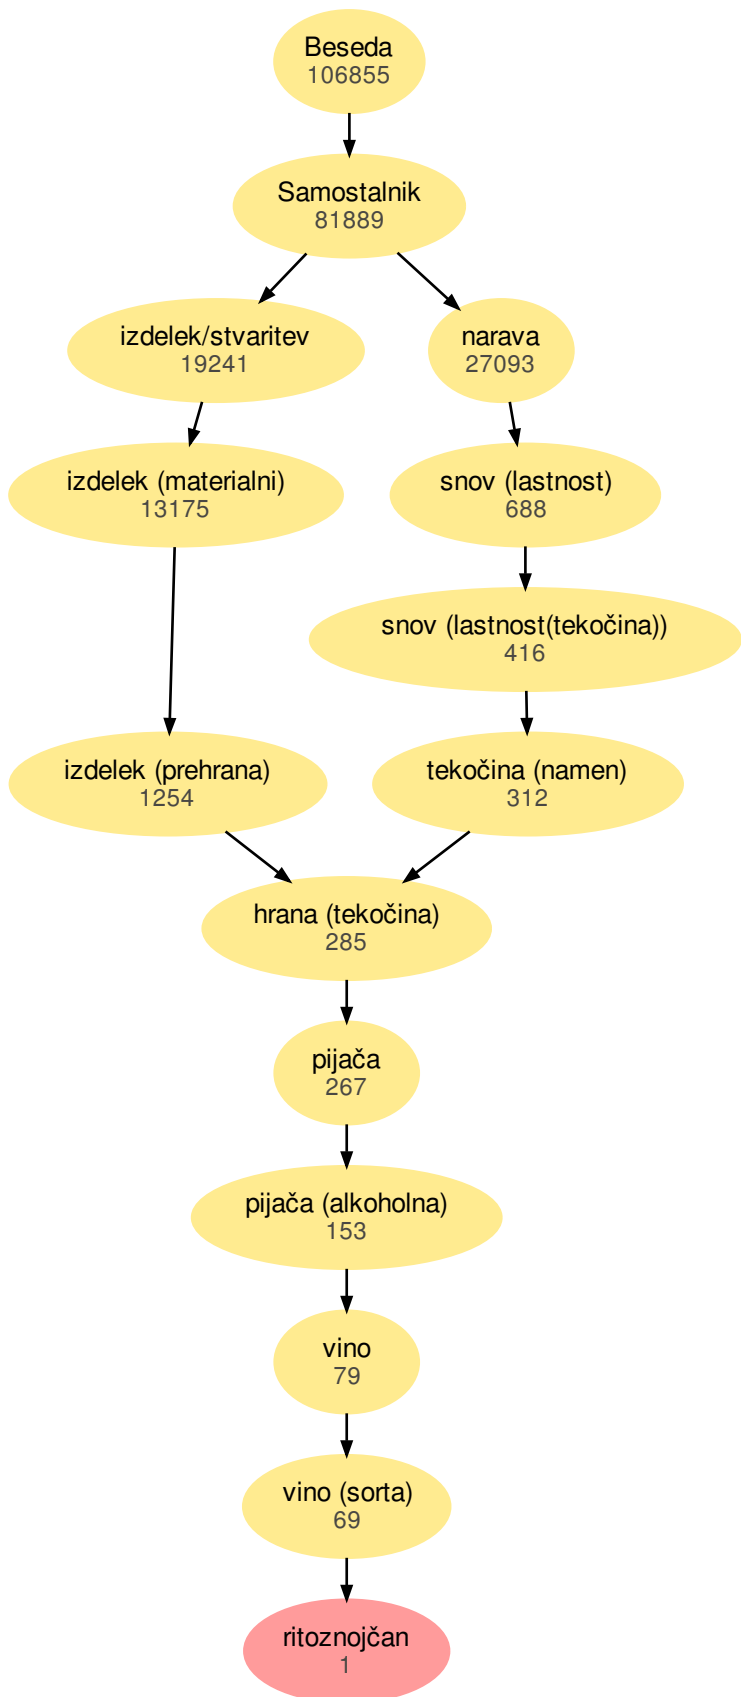 Beseda
106855
Samostalnik
81889
izdelek/stvaritev
19241
narava
27093
izdelek (materialni)
13175
snov (lastnost)
688
snov (lastnost(tekočina))
416
izdelek (prehrana)
1254
tekočina (namen)
312
hrana (tekočina)
285
pijača
267
pijača (alkoholna)
153
vino
79
vino (sorta)
69
ritoznojčan
1